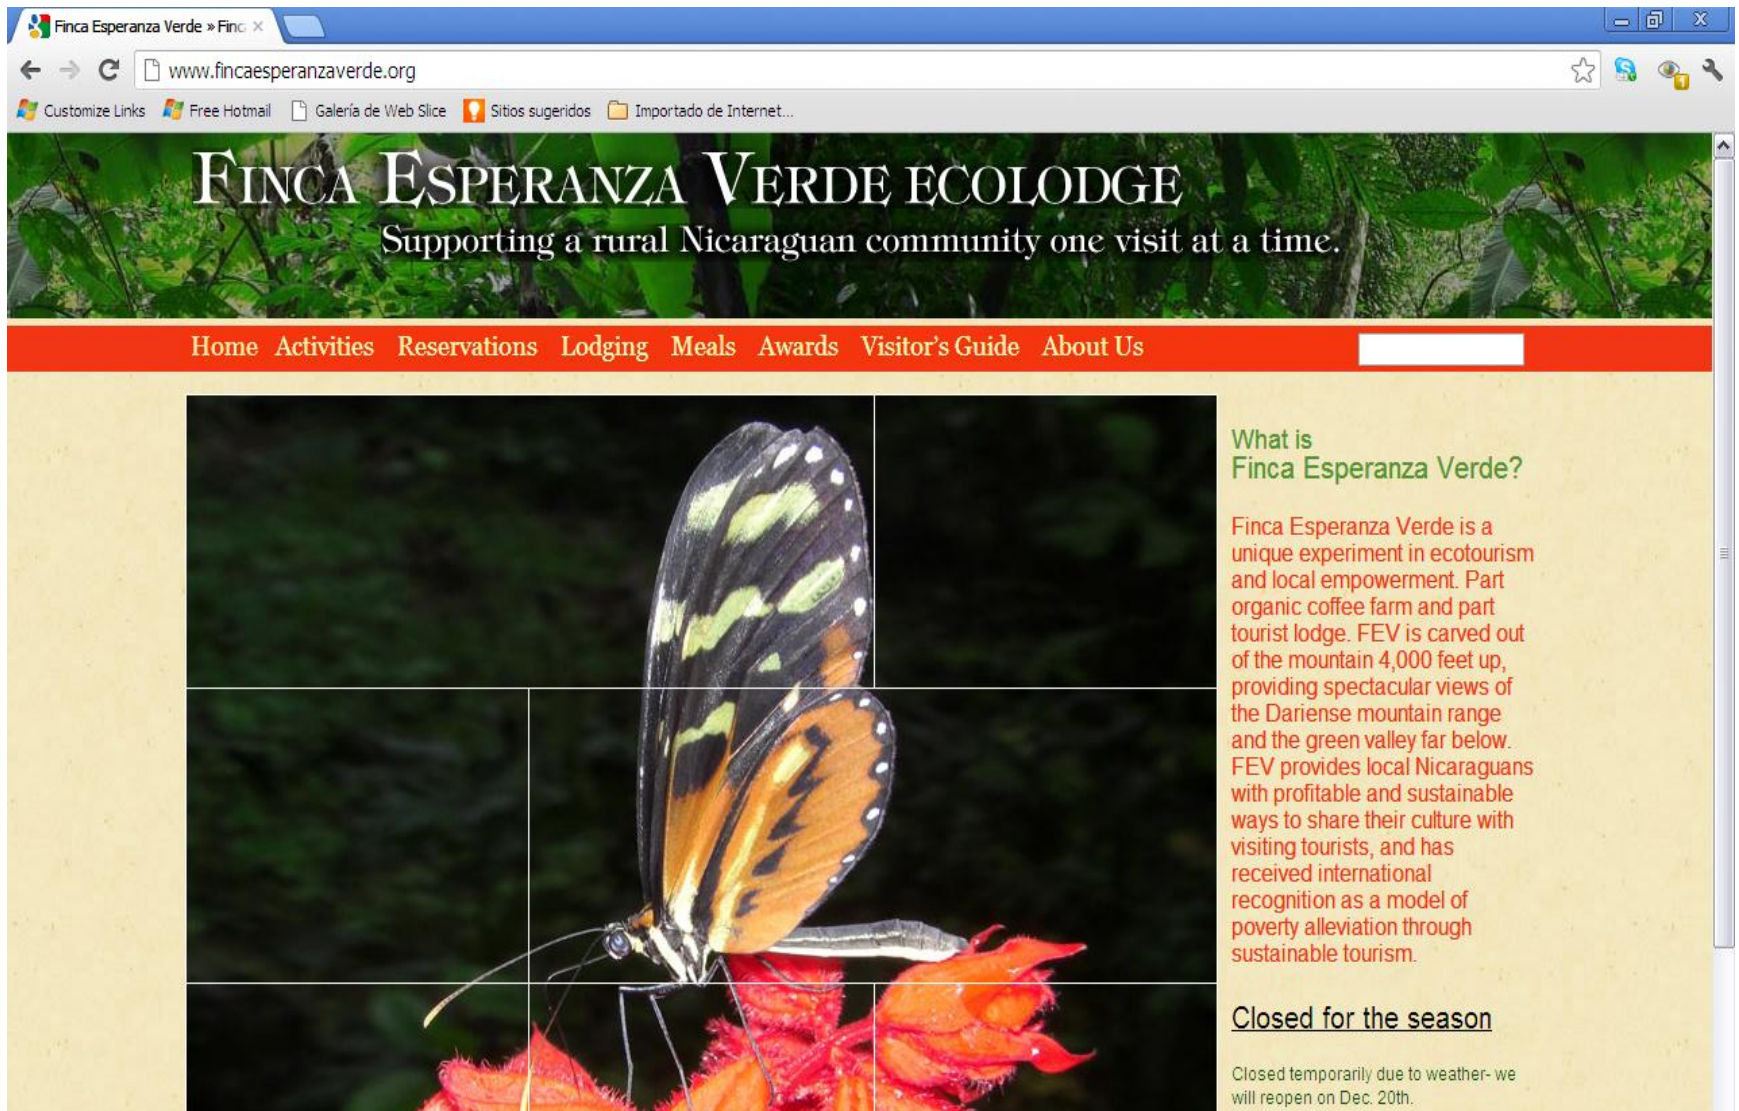 Finca Esperanza Verde » Finc
www.fincaesperanzaverde.org
Customize Links Free Hotmail Galería de Web Slice Sitios sugeridos Importado de Internet...
FINCA ESPERANZA VERDE ECOLODGE
Supporting a rural Nicaraguan community one visit at a time.
Home Activities Reservations Lodging Meals Awards Visitor's Guide About Us
What is
Finca Esperanza Verde?
Finca Esperanza Verde is a
unique experiment in ecotourism
and local empowerment. Part
organic coffee farm and part
tourist lodge. FEV is carved out
of the mountain 4,000 feet up,
providing spectacular views of
the Dariense mountain range
and the green valley far below.
FEV provides local Nicaraguans
with profitable and sustainable
ways to share their culture with
visiting tourists, and has
received international
recognition as a model of
poverty alleviation through
sustainable tourism.
Closed for the season
Closed temporarily due to weather- we
will reopen on Dec. 20th.